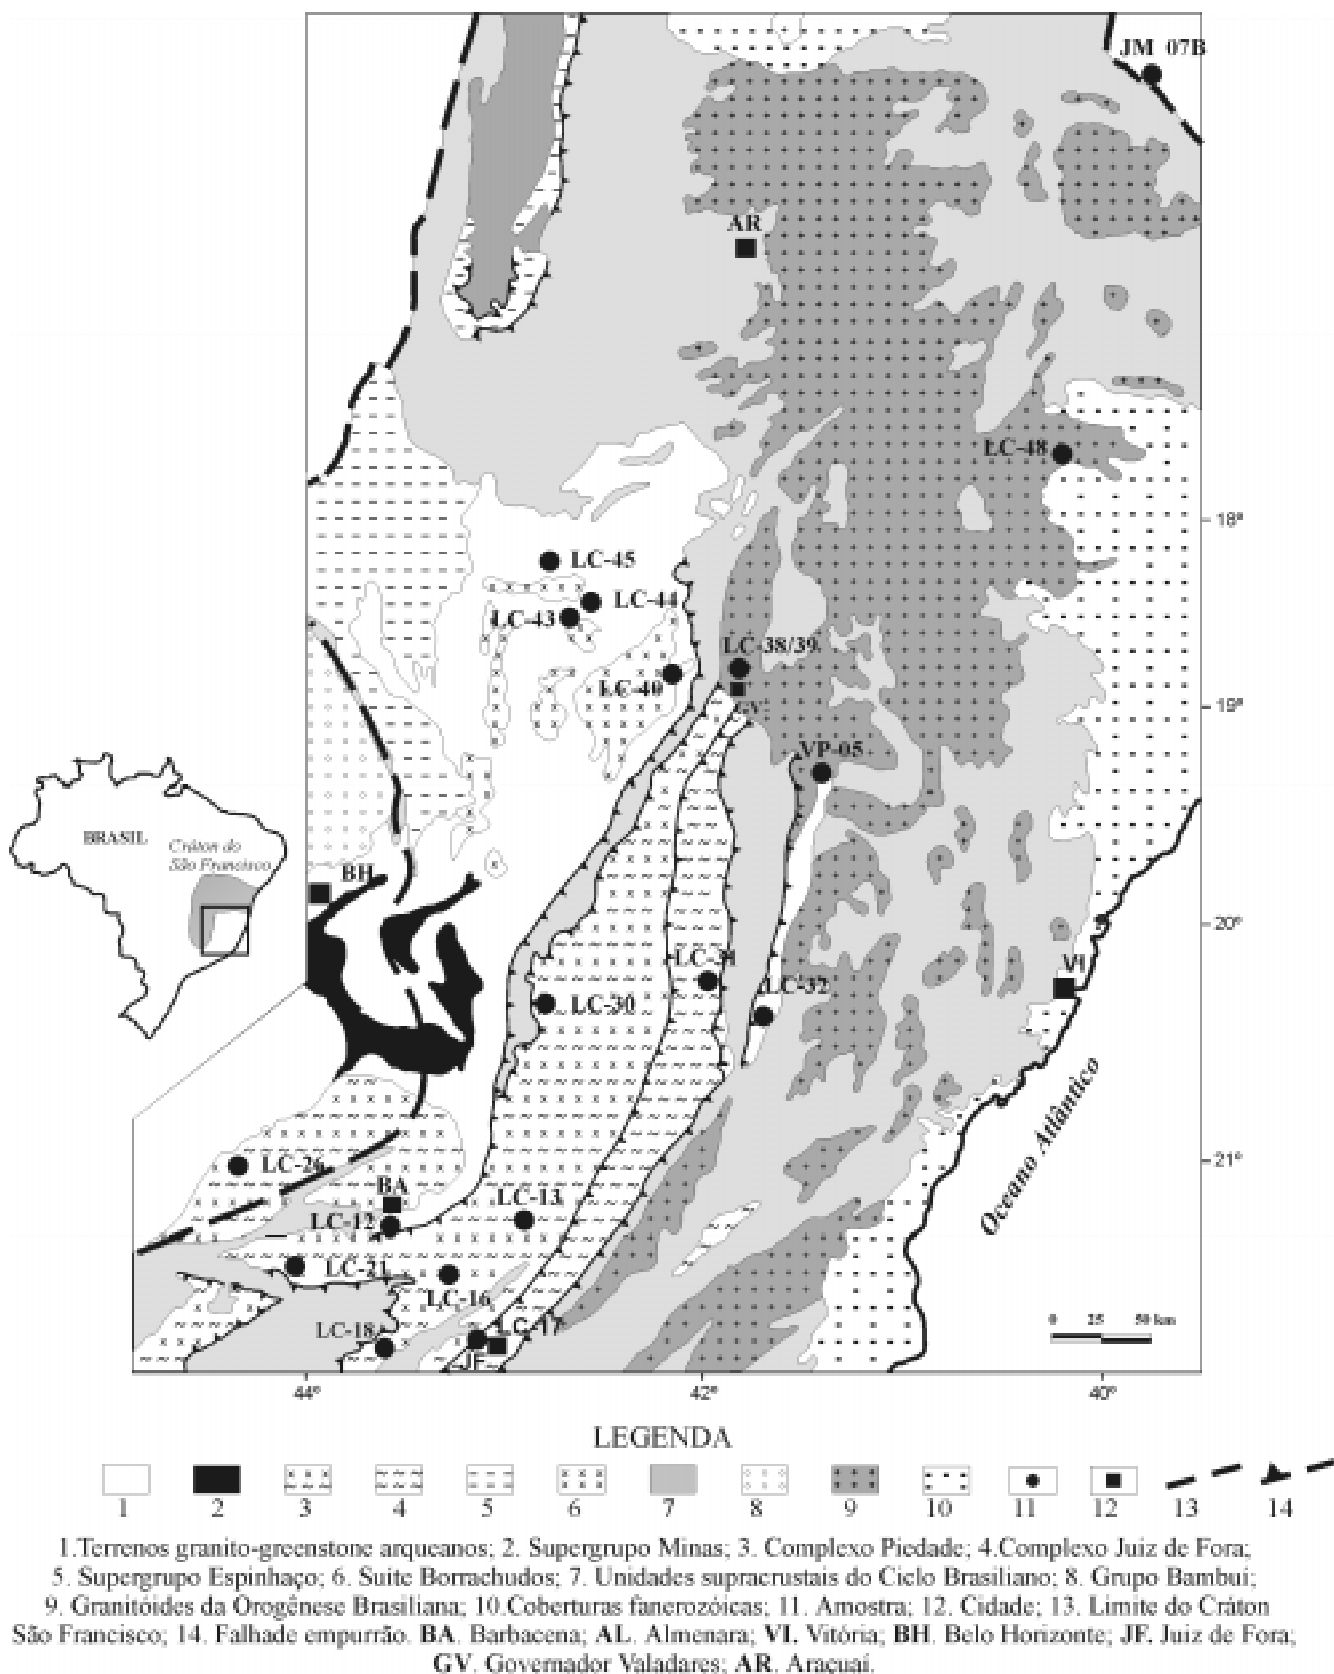 JM 07B
AR
LC-48
18°
LC-45
LC-44
LC-43
LC-38/39
LC-40
GV
19°
VP-05
BRASIL
Cráton do
São Francisco
BH
20°
LC-31
VI
LC-32
LC-30
Oceano Atlântico
21°
LC-26
BA
LC-13
LC-12
LC-21
LC-16
0 25 50 km
LC-18
LC-17
JF
44° 42° 40°
LEGENDA
1 2 3 4 5 6 7 8 9 10 11 12 13 14
1.Terrenos granito-greenstone arqueanos; 2. Supergrupo Minas; 3. Complexo Piedade; 4.Complexo Juiz de Fora;
5. Supergrupo Espinhaço; 6. Suite Borrachudos; 7. Unidades supracrustais do Ciclo Brasiliano; 8. Grupo Bambuí;
9. Granitóides da Orogênese Brasiliana; 10.Coberturas fanerozóicas; 11. Amostra; 12. Cidade; 13. Limite do Cráton
São Francisco; 14. Falhade empurrão. BA. Barbacena; AL. Almenara; VI. Vitória; BH. Belo Horizonte; JF. Juiz de Fora;
GV. Governador Valadares; AR. Araçuaí.